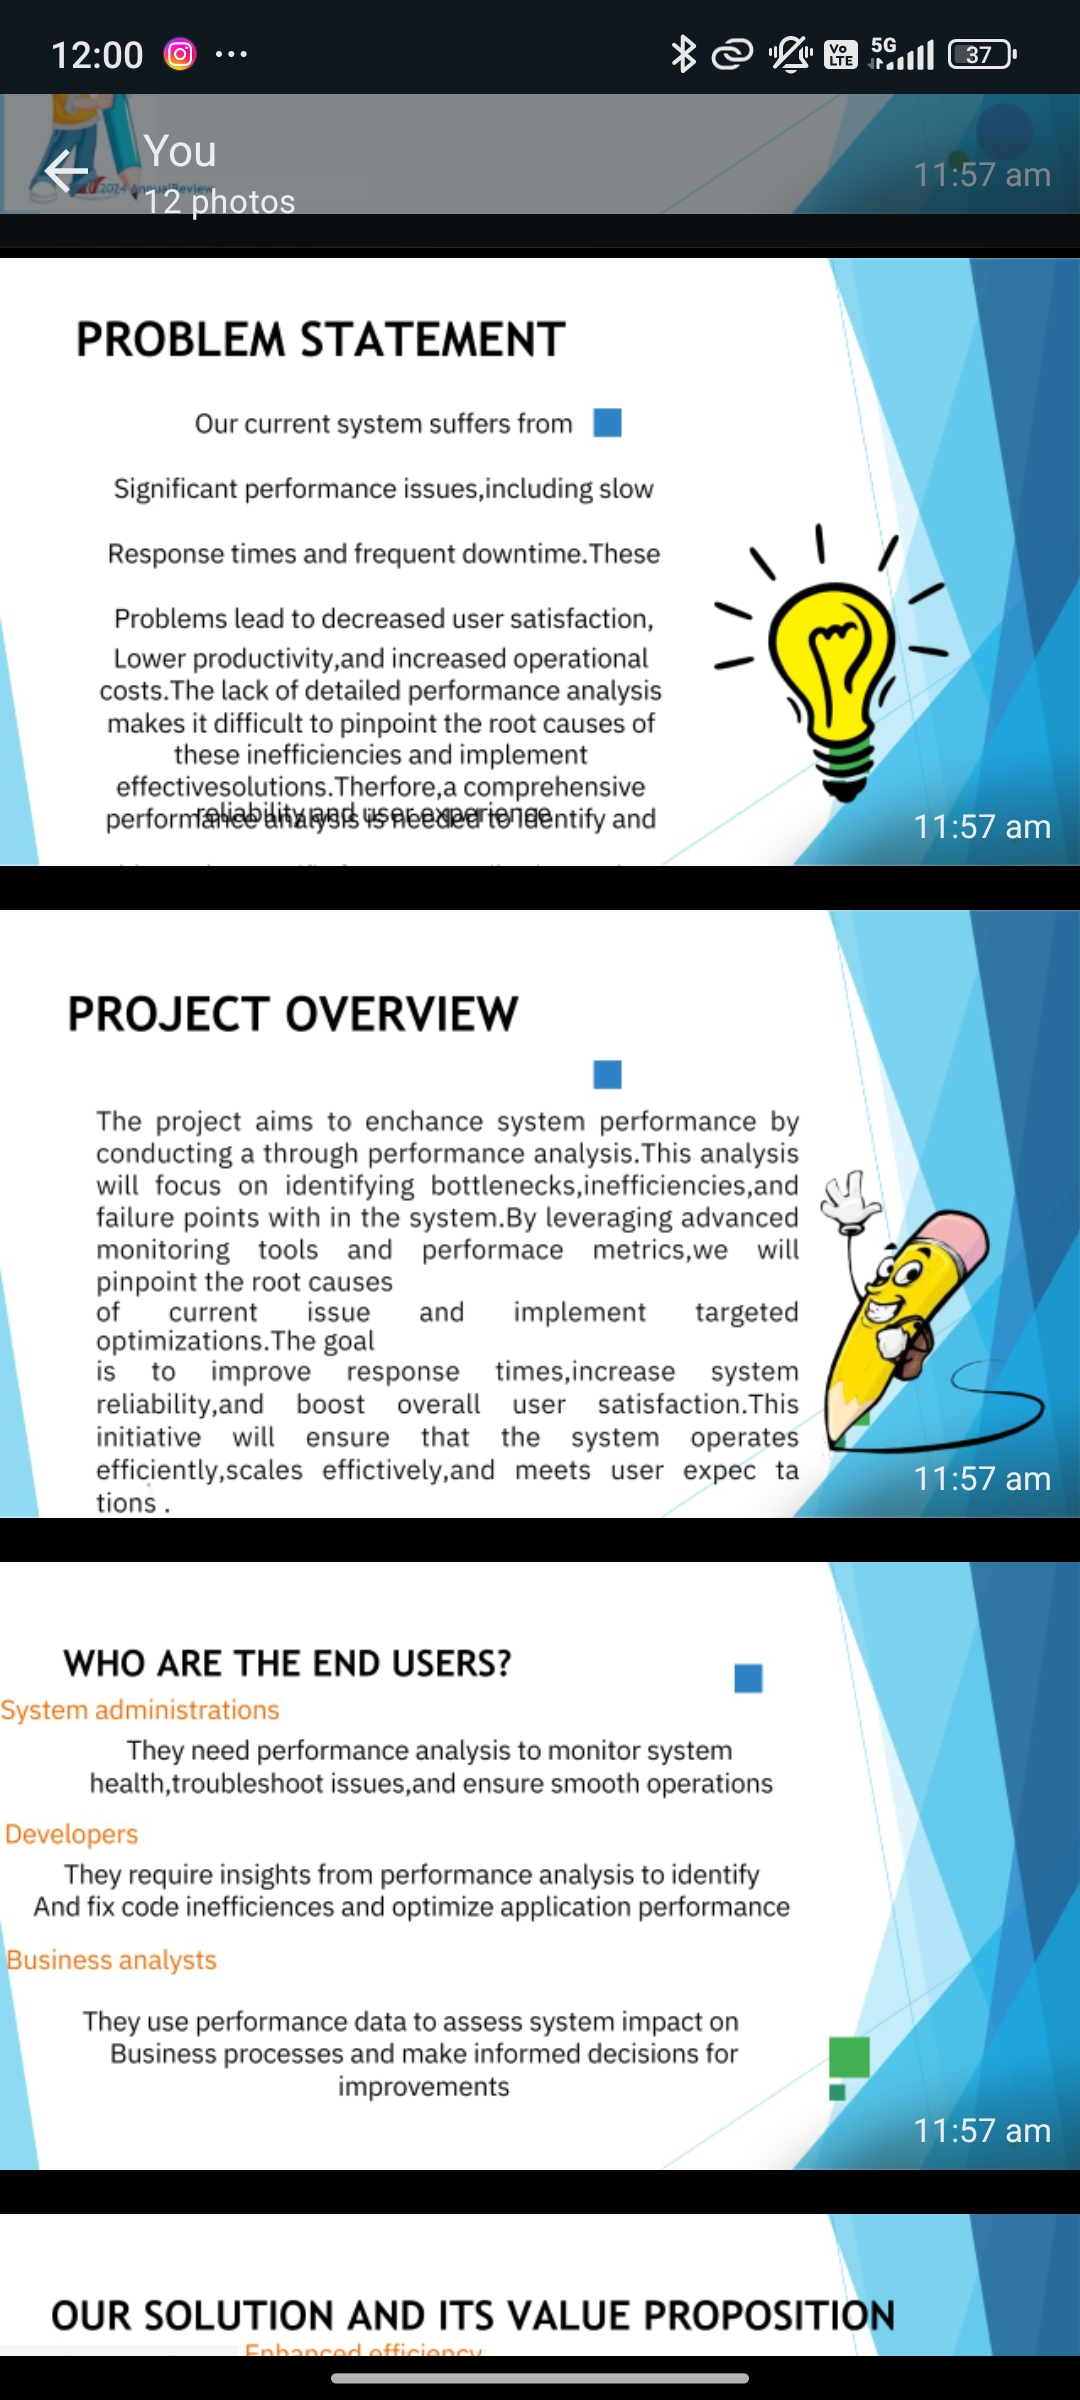 12:00
Vo LTE
5G
37
You
12 photos
2024 AnnualReview
11:57 am
PROBLEM STATEMENT
Our current system suffers from
Significant performance issues,including slow
Response times and frequent downtime.These
Problems lead to decreased user satisfaction,
Lower productivity,and increased operational
costs.The lack of detailed performance analysis
makes it difficult to pinpoint the root causes of
these inefficiencies and implement
effectivesolutions.Therfore,a comprehensive
reliability and user experience
performance analysis is needed to identify and
11:57 am
PROJECT OVERVIEW
The project aims to enchance system performance by
conducting a through performance analysis.This analysis
will focus on identifying bottlenecks,inefficiencies,and
failure points with in the system.By leveraging advanced
monitoring tools and performace metrics,we will
pinpoint the root causes
of current issue and implement targeted
optimizations.The goal
is to improve response times,increase system
reliability,and boost overall user satisfaction.This
initiative will ensure that the system operates
efficiently,scales effictively,and meets user expec ta
tions .
11:57 am
WHO ARE THE END USERS?
System administrations
They need performance analysis to monitor system
health,troubleshoot issues,and ensure smooth operations
Developers
They require insights from performance analysis to identify
And fix code inefficiences and optimize application performance
Business analysts
They use performance data to assess system impact on
Business processes and make informed decisions for
improvements
11:57 am
OUR SOLUTION AND ITS VALUE PROPOSITION
Enhanced efficiency